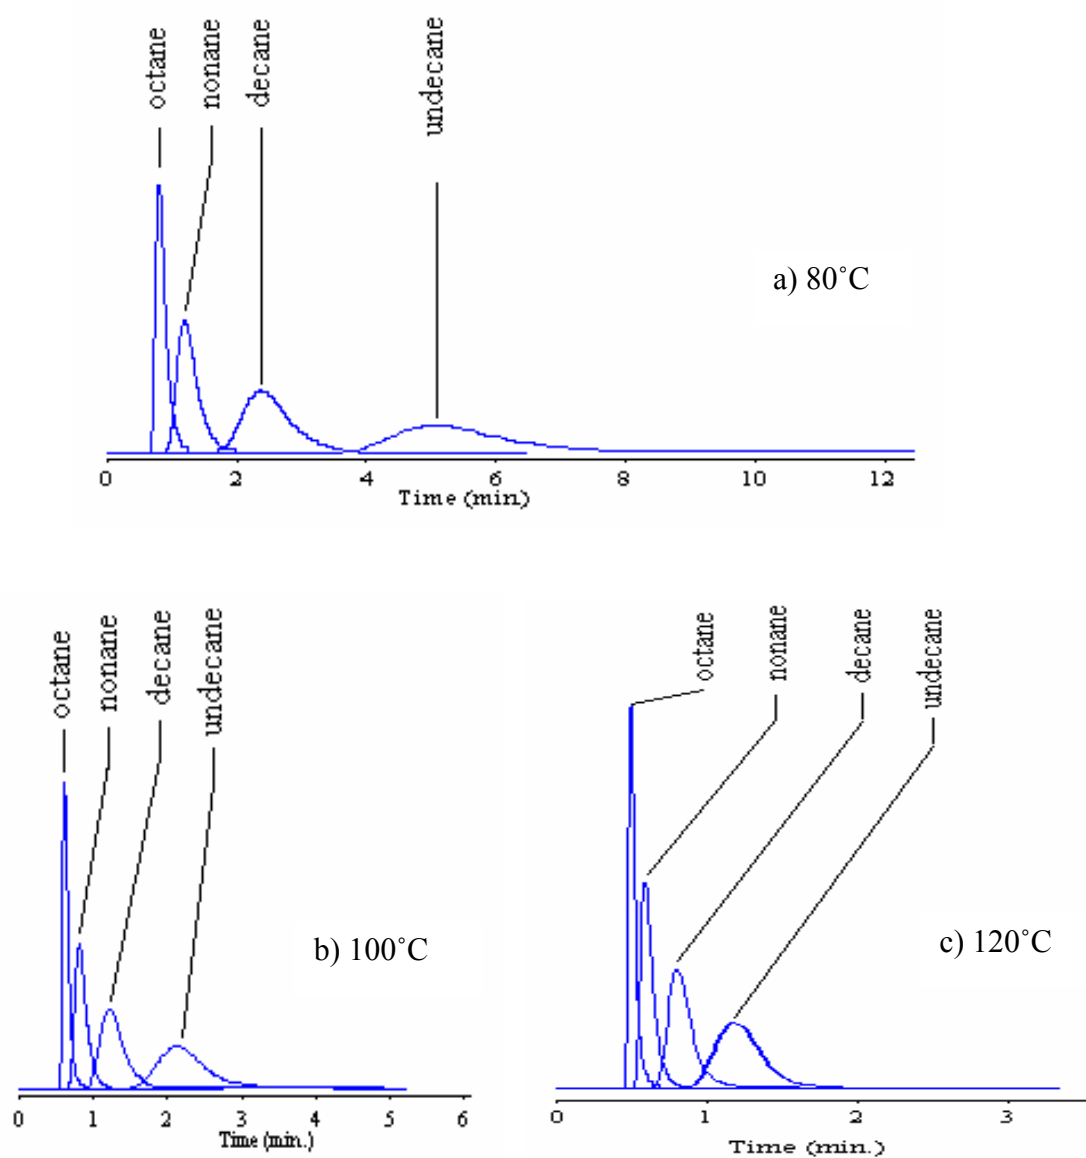 octane
nonane
decane
undecane
a) 80˚C
0 2 4 6 8 10 12
Time (min.)
octane
nonane
decane
undecane
b) 100˚C
0 1 2 3 4 5 6
Time (min.)
octane
nonane
decane
undecane
c) 120˚C
0 1 2 3
Time (min.)